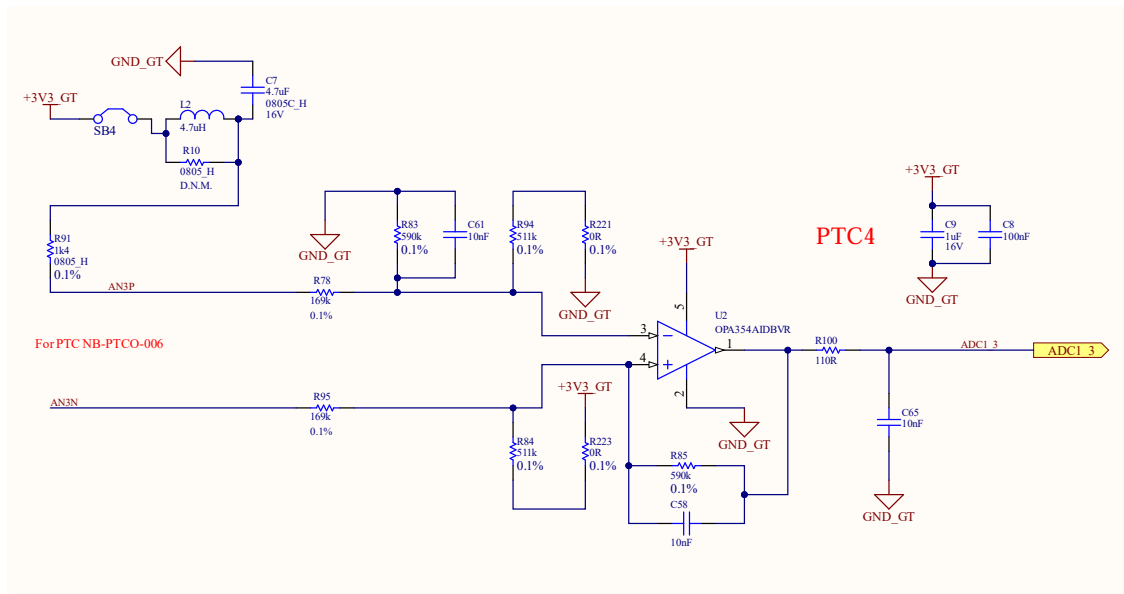 GND_GT
C7
4.7uF
0805C_H
16V
+3V3_GT
SB4
L2
4.7uH
R10
0805_H
D.N.M.
R91
1k4
0805_H
0.1%
AN3P
GND_GT
R83
590k
0.1%
C61
10nF
R94
511k
0.1%
R221
0R
0.1%
GND_GT
R78
169k
0.1%
+3V3_GT
PTC4
+3V3_GT
C9
1uF
16V
C8
100nF
GND_GT
For PTC NB-PTCO-006
3
4
5
2
1
U2
OPA354AIDBVR
R100
110R
ADC1_3
ADC1_3
AN3N
R95
169k
0.1%
+3V3_GT
R84
511k
0.1%
R223
0R
0.1%
GND_GT
R85
590k
0.1%
C58
10nF
C65
10nF
GND_GT